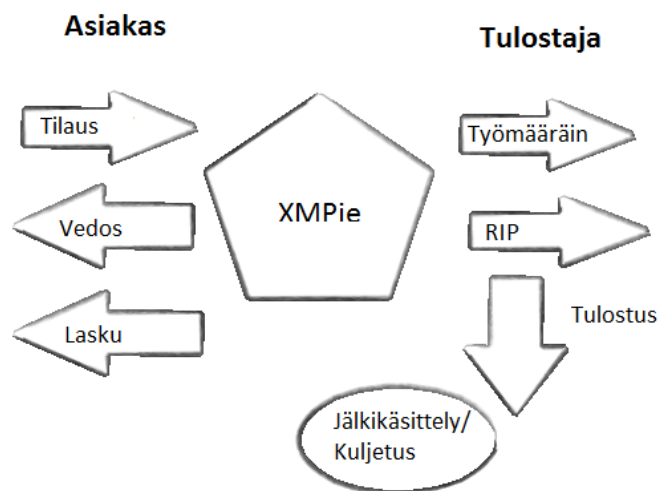 Asiakas
Tulostaja
Tilaus
Työmääräin
XMPie
Vedos
RIP
Lasku
Tulostus
Jälkikäsittely/
Kuljetus